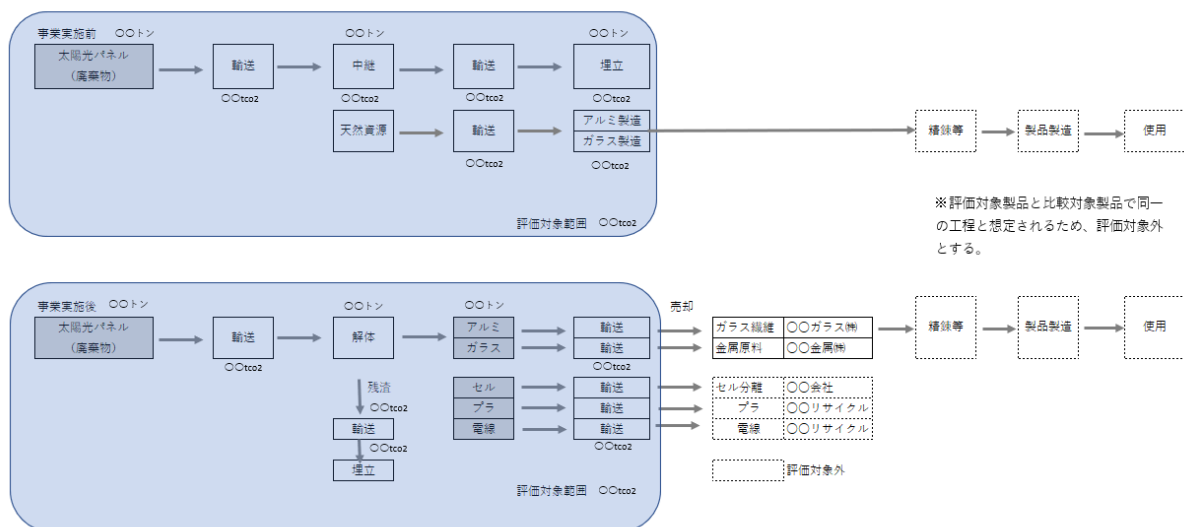 事業実施前 〇〇トン
〇〇トン
〇〇トン
太陽光パネル
(廃棄物)
輸送
中継
輸送
埋立
〇〇tco2
〇〇tco2
〇〇tco2
〇〇tco2
天然資源
輸送
アルミ製造
ガラス製造
〇〇tco2
〇〇tco2
精錬等
製品製造
使用
※評価対象製品と比較対象製品で同一
の工程と想定されるため、評価対象外
とする。
評価対象範囲 〇〇tco2
事業実施後 〇〇トン
〇〇トン
〇〇トン
売却
太陽光パネル
(廃棄物)
輸送
解体
アルミ
ガラス
輸送
輸送
ガラス繊維 〇〇ガラス㈱
金属原料 〇〇金属㈱
精錬等
製品製造
使用
〇〇tco2
〇〇tco2
残渣
〇〇tco2
輸送
〇〇tco2
埋立
セル
プラ
電線
輸送
輸送
輸送
〇〇tco2
セル分離 〇〇会社
プラ 〇〇リサイクル
電線 〇〇リサイクル
評価対象外
評価対象範囲 〇〇tco2